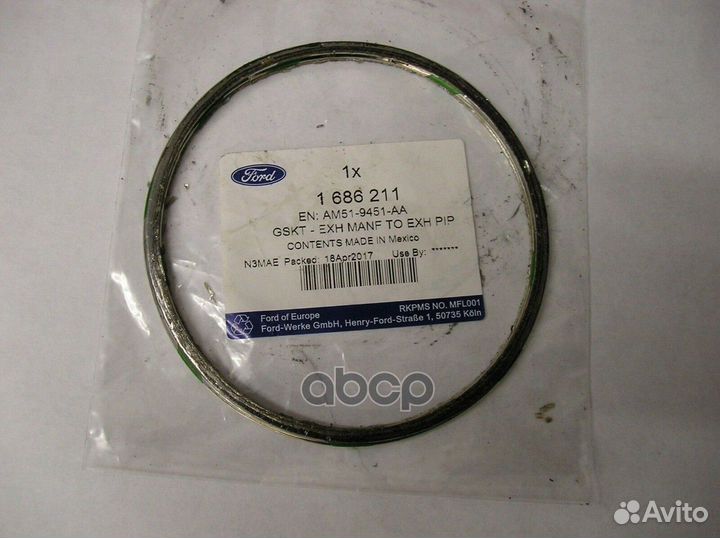 Ford
1x
1 686 211
EN: AM51-9451-AA
GSKT - EXH MANF TO EXH PIP
CONTENTS MADE IN Mexico
N3MAE Packed: 18Apr2017 Use By: *******
RKPMS NO. MFL001
Ford of Europe
Ford-Werke GmbH, Henry-Ford-Straße 1, 50735 Köln
abcp
Avito